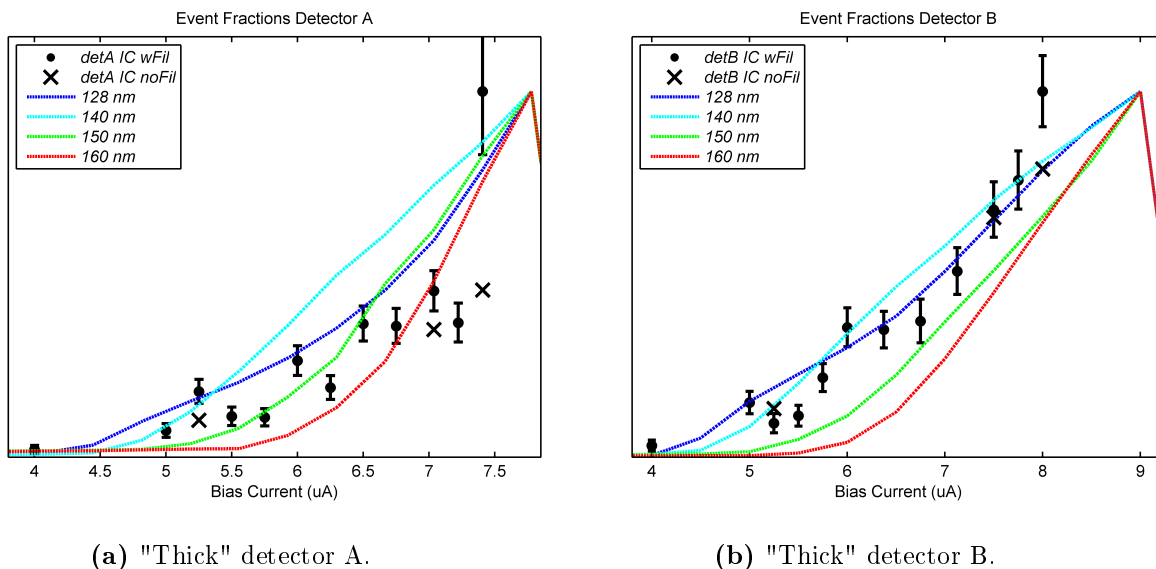 Event Fractions Detector A
detA IC wFil
detA IC noFil
128 nm
140 nm
150 nm
160 nm
4 4.5 5 5.5 6 6.5 7 7.5
Bias Current (uA)
(a) "Thick" detector A.
Event Fractions Detector B
detB IC wFil
detB IC noFil
128 nm
140 nm
150 nm
160 nm
4 5 6 7 8 9
Bias Current (uA)
(b) "Thick" detector B.